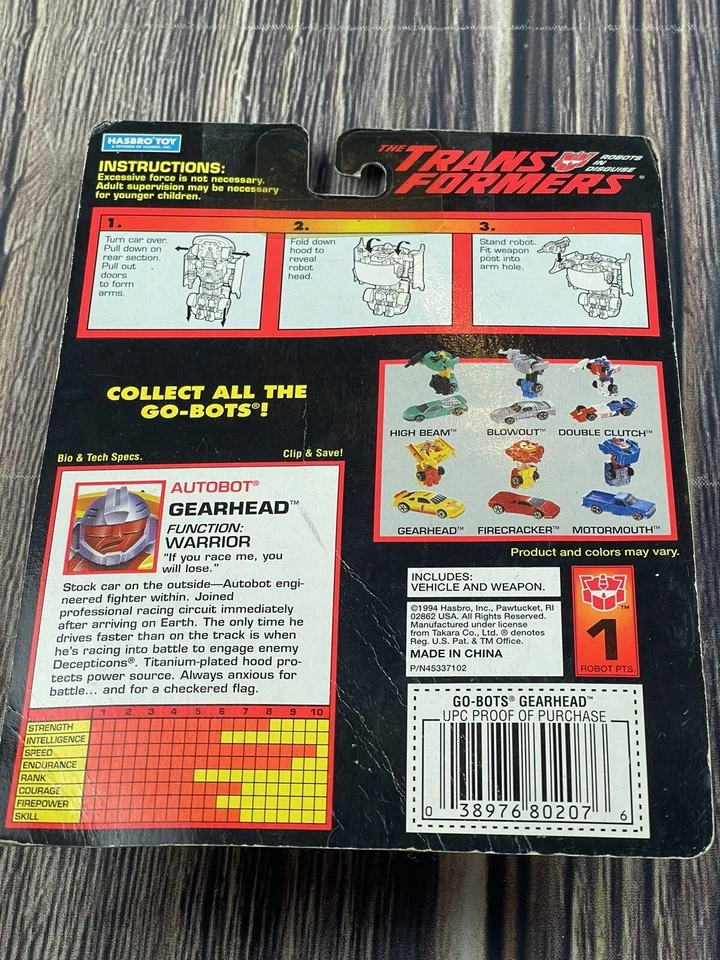 HASBRO TOY
A DIVISION OF HASBRO, INC.
INSTRUCTIONS:
Excessive force is not necessary.
Adult supervision may be necessary
for younger children.
THE
TRANS
FORMERS®
ROBOTS
IN
DISGUISE
1.
Turn car over.
Pull down on
rear section.
Pull out
doors
to form
arms.
2.
Fold down
hood to
reveal
robot
head.
3.
Stand robot.
Fit weapon
post into
arm hole.
COLLECT ALL THE
GO-BOTS®!
HIGH BEAM™
BLOWOUT™
DOUBLE CLUTCH™
GEARHEAD™
FIRECRACKER™
MOTORMOUTH™
Product and colors may vary.
Bio & Tech Specs.
Clip & Save!
AUTOBOT®
GEARHEAD™
FUNCTION:
WARRIOR
"If you race me, you
will lose."
Stock car on the outside—Autobot engi-
neered fighter within. Joined
professional racing circuit immediately
after arriving on Earth. The only time he
drives faster than on the track is when
he's racing into battle to engage enemy
Decepticons®. Titanium-plated hood pro-
tects power source. Always anxious for
battle... and for a checkered flag.
1 2 3 4 5 6 7 8 9 10
STRENGTH
INTELLIGENCE
SPEED
ENDURANCE
RANK
COURAGE
FIREPOWER
SKILL
INCLUDES:
VEHICLE AND WEAPON.
©1994 Hasbro, Inc., Pawtucket, RI
02862 USA. All Rights Reserved.
Manufactured under license
from Takara Co., Ltd. ® denotes
Reg. U.S. Pat. & TM Office.
MADE IN CHINA
P/N45337102
™
1
ROBOT PTS.
GO-BOTS® GEARHEAD™
UPC PROOF OF PURCHASE
0 38976 80207 6